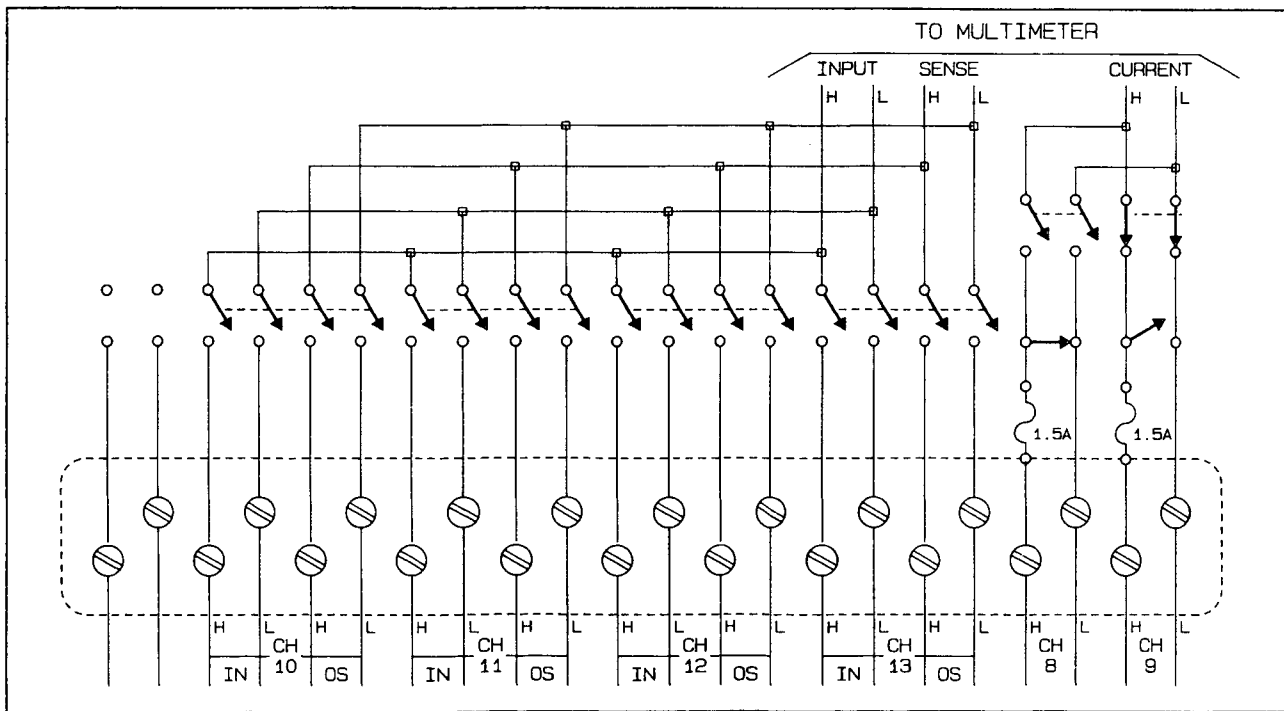 TO MULTIMETER
INPUT SENSE CURRENT
H L H L H L
1.5A 1.5A
H L H L H L H L H L H L H L H L H L H L
CH CH CH CH CH CH
10 11 12 13 8 9
IN OS IN OS IN OS IN OS